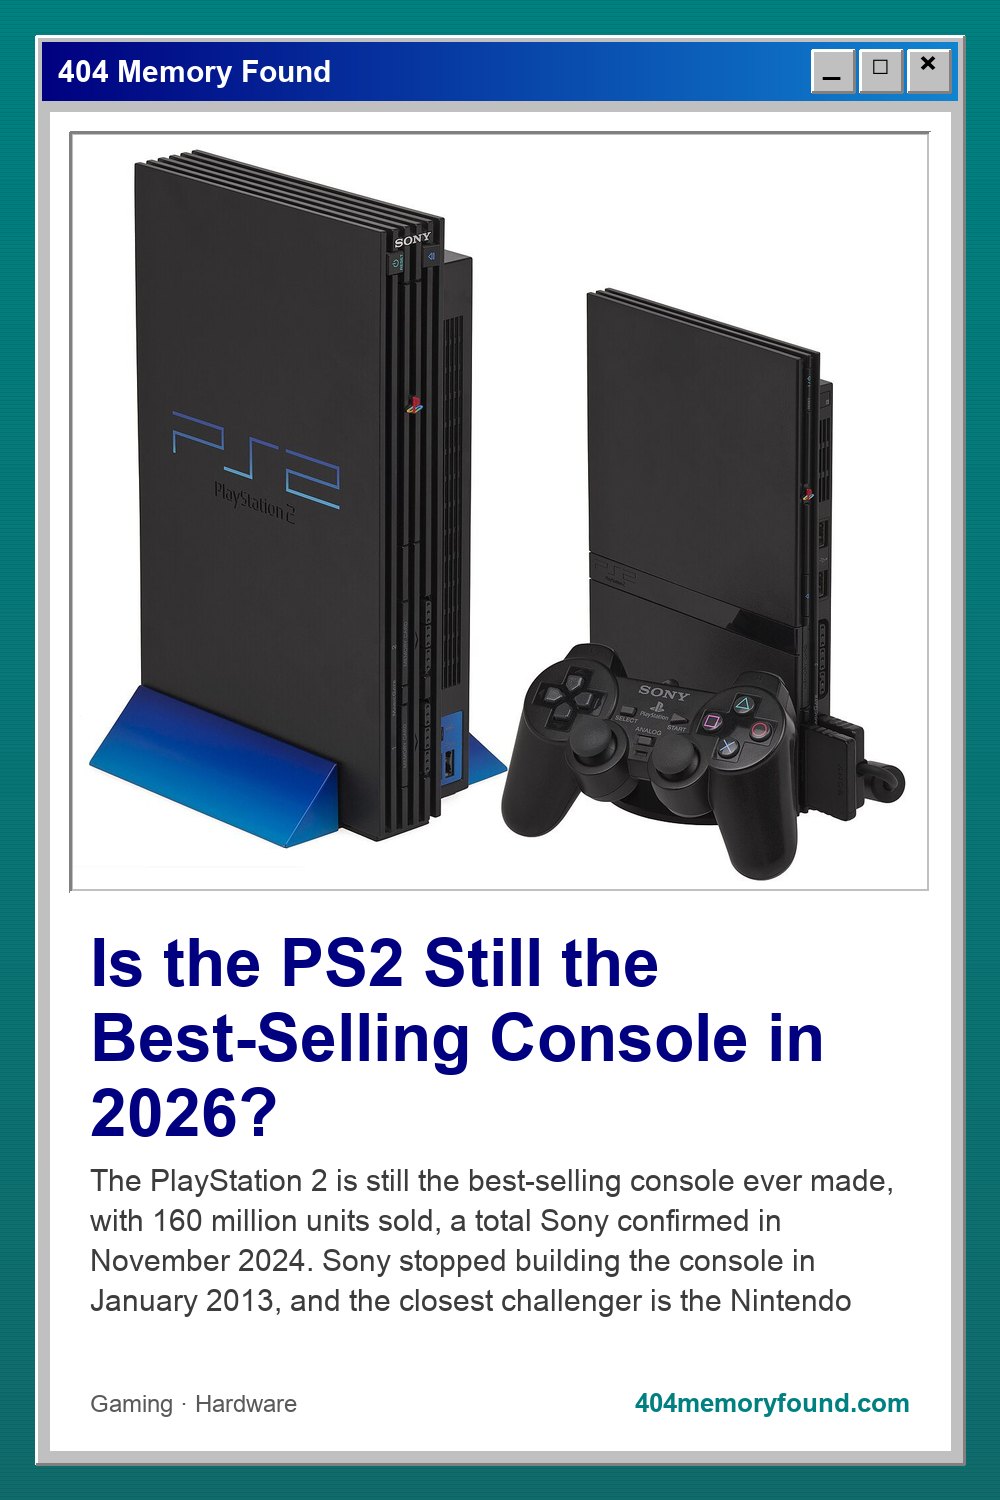 404 Memory Found
SONY
RESET
PS2
PlayStation 2
SONY
PlayStation
SELECT
START
ANALOG
Is the PS2 Still the
Best-Selling Console in
2026?
The PlayStation 2 is still the best-selling console ever made,
with 160 million units sold, a total Sony confirmed in
November 2024. Sony stopped building the console in
January 2013, and the closest challenger is the Nintendo
Gaming · Hardware
404memoryfound.com